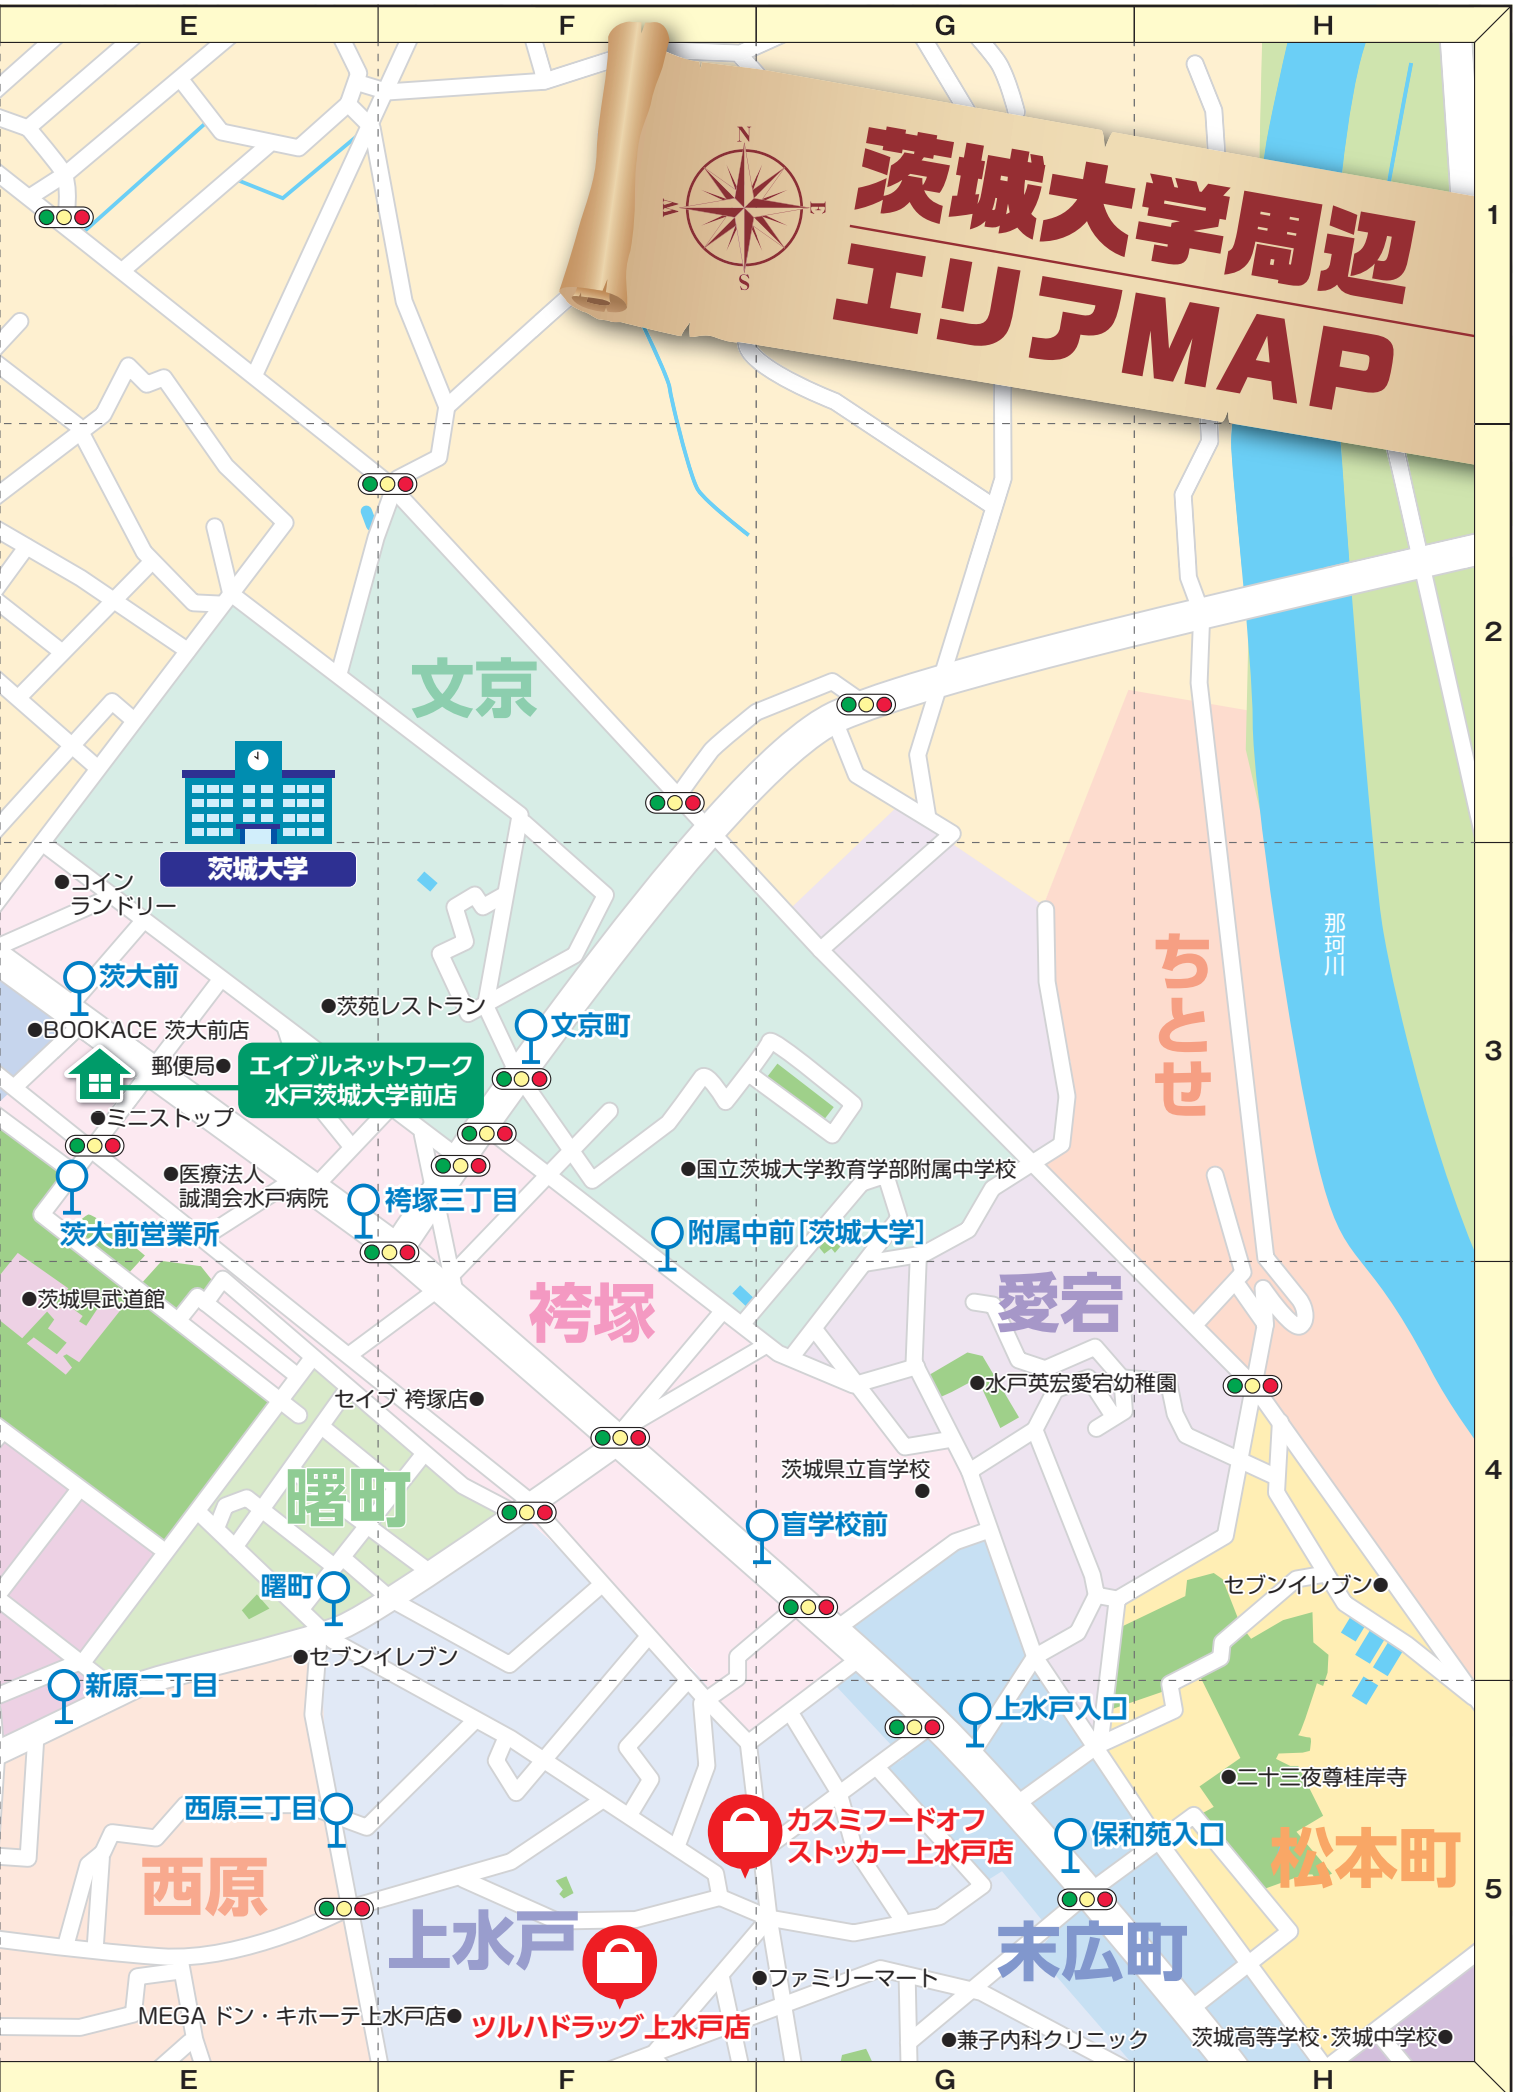 E
F
G
H
N
W
E
S
茨城大学周辺
エリアMAP
1
2
文京
茨城大学
コイン
ランドリー
那珂川
ちとせ
茨大前
茨苑レストラン
文京町
BOOKACE 茨大前店
郵便局
エイブルネットワーク
水戸茨城大学前店
3
ミニストップ
医療法人
誠潤会水戸病院
国立茨城大学教育学部附属中学校
袴塚三丁目
茨大前営業所
附属中前[茨城大学]
茨城県武道館
袴塚
愛宕
水戸英宏愛宕幼稚園
セイブ 袴塚店
茨城県立盲学校
4
曙町
盲学校前
曙町
セブンイレブン
セブンイレブン
新原二丁目
上水戸入口
二十三夜尊桂岸寺
西原三丁目
カスミフードオフ
ストッカー上水戸店
保和苑入口
松本町
西原
5
上水戸
末広町
ファミリーマート
MEGA ドン・キホーテ上水戸店
ツルハドラッグ上水戸店
兼子内科クリニック
茨城高等学校・茨城中学校
E
F
G
H